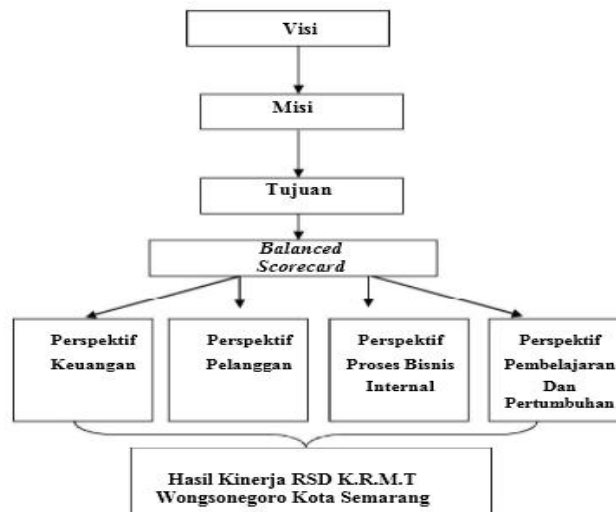 Visi
Misi
Tujuan
Balanced
Scorecard
Perspektif
Keuangan
Perspektif
Pelanggan
Perspektif
Proses Bisnis
Internal
Perspektif
Pembelajaran
Dan
Pertumbuhan
Hasil Kinerja RSD K.R.M.T
Wongsonegoro Kota Semarang